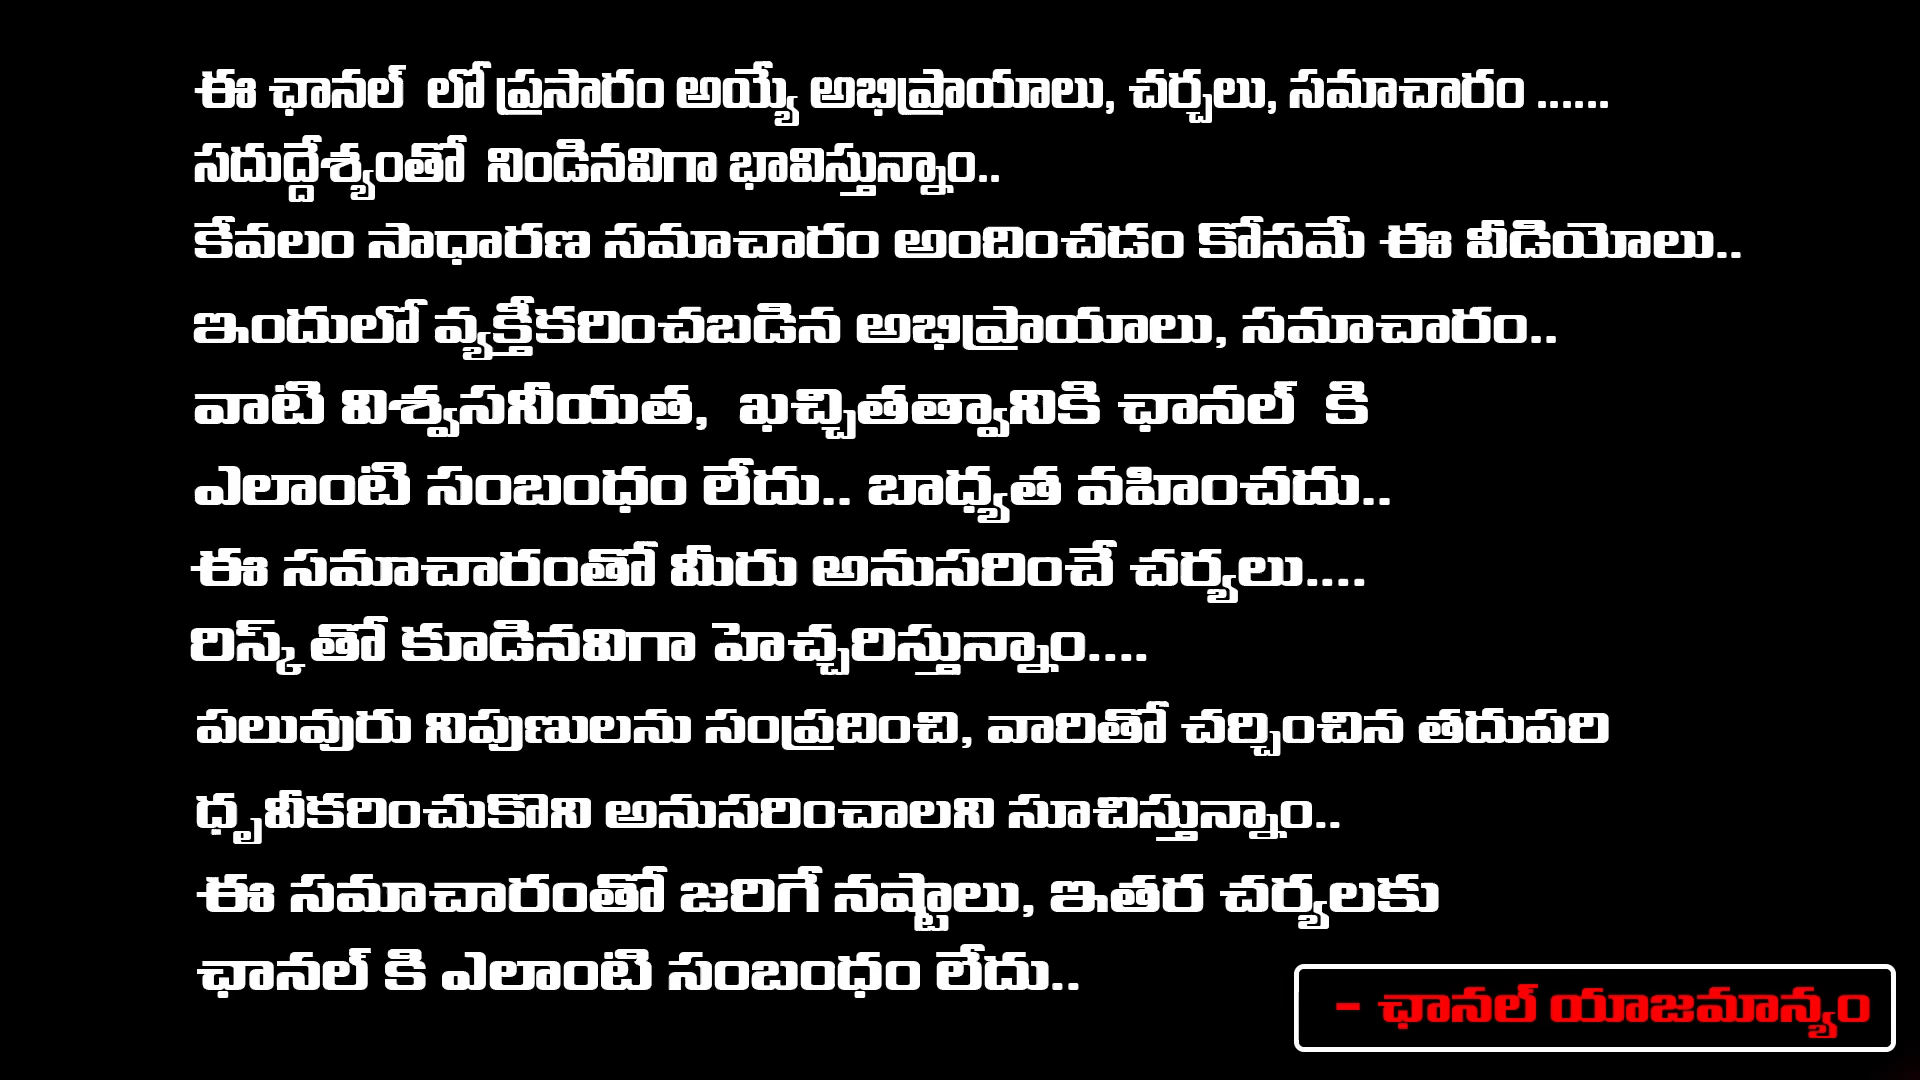 ఈ ఛానల్ లో ప్రసారం అయ్యే అభిప్రాయాలు, చర్చలు, సమాచారం ......
సదుద్దేశ్యంతో నిండినవిగా భావిస్తున్నాం..
కేవలం సాధారణ సమాచారం అందించడం కోసమే ఈ వీడియోలు..
ఇందులో వ్యక్తీకరించబడిన అభిప్రాయాలు, సమాచారం..
వాటి విశ్వసనీయత, ఖచ్చితత్వానికి ఛానల్ కి
ఎలాంటి సంబంధం లేదు.. బాధ్యత వహించదు..
ఈ సమాచారంతో మీరు అనుసరించే చర్యలు....
రిస్క్ తో కూడినవిగా హెచ్చరిస్తున్నాం....
పలువురు నిపుణులను సంప్రదించి, వారితో చర్చించిన తదుపరి
ధృవీకరించుకొని అనుసరించాలని సూచిస్తున్నాం..
ఈ సమాచారంతో జరిగే నష్టాలు, ఇతర చర్యలకు
ఛానల్ కి ఎలాంటి సంబంధం లేదు..
- ఛానల్ యాజమాన్యం